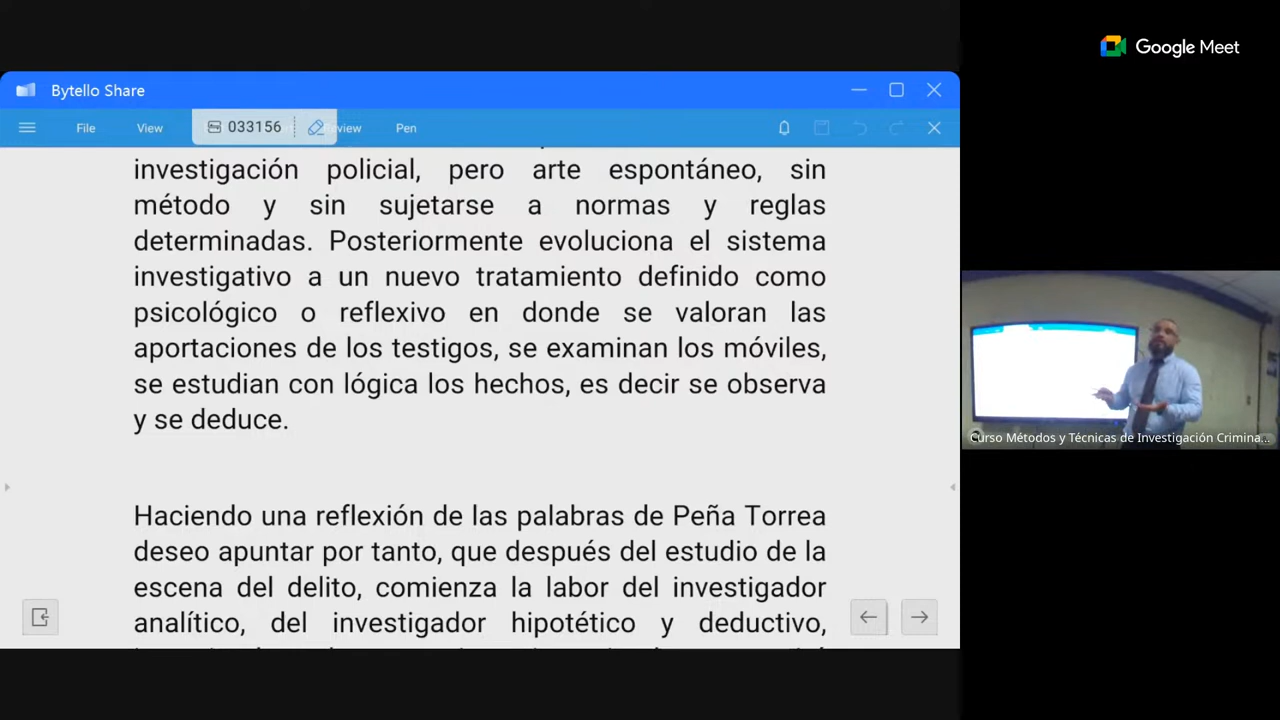 Google Meet
Bytello Share
File View Review Pen
033156
investigación policial, pero arte espontáneo, sin
método y sin sujetarse a normas y reglas
determinadas. Posteriormente evoluciona el sistema
investigativo a un nuevo tratamiento definido como
psicológico o reflexivo en donde se valoran las
aportaciones de los testigos, se examinan los móviles,
se estudian con lógica los hechos, es decir se observa
y se deduce.
Haciendo una reflexión de las palabras de Peña Torrea
deseo apuntar por tanto, que después del estudio de la
escena del delito, comienza la labor del investigador
analítico, del investigador hipotético y deductivo,
Curso Métodos y Técnicas de Investigación Crimina...